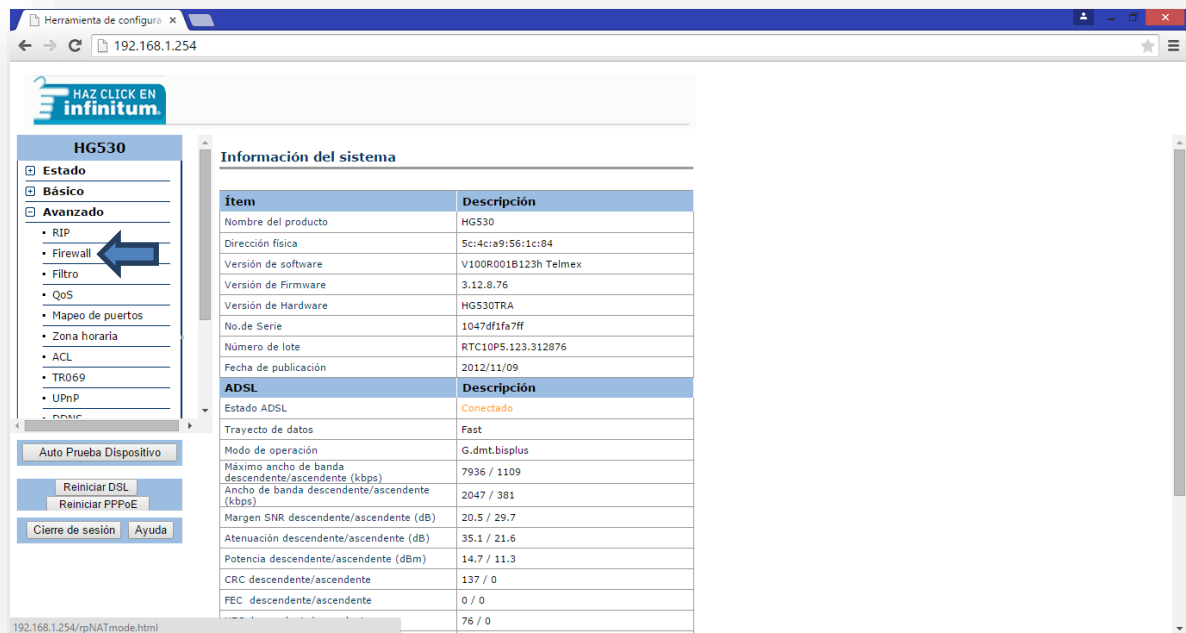 Herramienta de configura
192.168.1.254
HAZ CLICK EN
infinitum.
HG530
Estado
Básico
Avanzado
RIP
Firewall
Filtro
QoS
Mapeo de puertos
Zona horaria
ACL
TR069
UPnP
DDNS
Auto Prueba Dispositivo
Reiniciar DSL
Reiniciar PPPoE
Cierre de sesión Ayuda
Información del sistema
Ítem Descripción
Nombre del producto HG530
Dirección física 5c:4c:a9:56:1c:84
Versión de software V100R001B123h Telmex
Versión de Firmware 3.12.8.76
Versión de Hardware HG530TRA
No.de Serie 1047df1fa7ff
Número de lote RTC10P5.123.312876
Fecha de publicación 2012/11/09
ADSL Descripción
Estado ADSL Conectado
Trayecto de datos Fast
Modo de operación G.dmt.bisplus
Máximo ancho de banda
descendente/ascendente (kbps) 7936 / 1109
Ancho de banda descendente/ascendente
(kbps) 2047 / 381
Margen SNR descendente/ascendente (dB) 20.5 / 29.7
Atenuación descendente/ascendente (dB) 35.1 / 21.6
Potencia descendente/ascendente (dBm) 14.7 / 11.3
CRC descendente/ascendente 137 / 0
FEC descendente/ascendente 0 / 0
76 / 0
192.168.1.254/rpNATmode.html